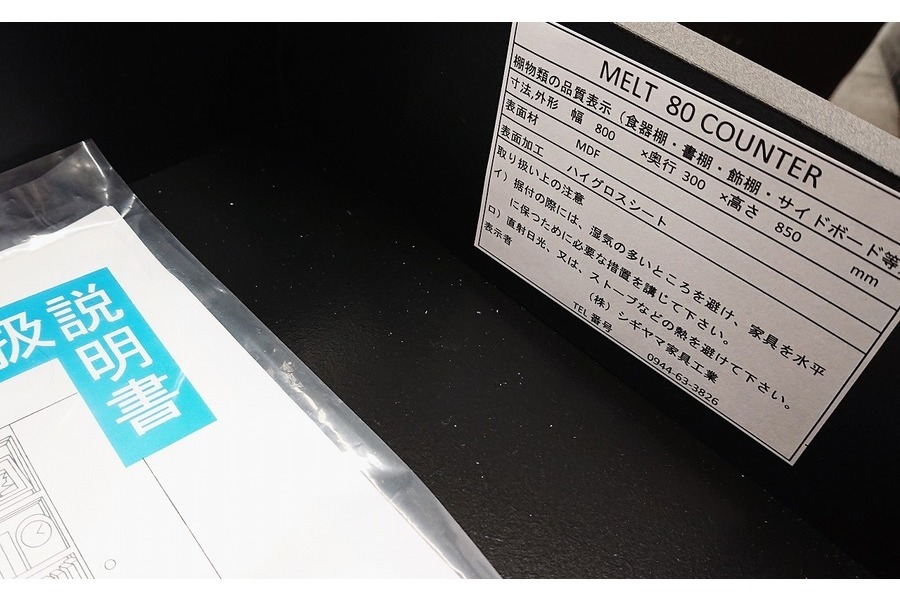 MELT 80 COUNTER
棚物類の品質表示（食器棚・書棚・飾棚・サイドボード等
寸法,外形 幅 800 ×奥行 300 ×高さ 850 mm
表面材 MDF
表面加工 ハイグロスシート
取り扱い上の注意
イ）据付の際には、湿気の多いところを避け、家具を水平
に保つために必要な措置を講じて下さい。
ロ）直射日光、又は、ストーブなどの熱を避けて下さい。
表示者 （株）シギヤマ家具工業
TEL番号 0944-63-3826
扱説明書